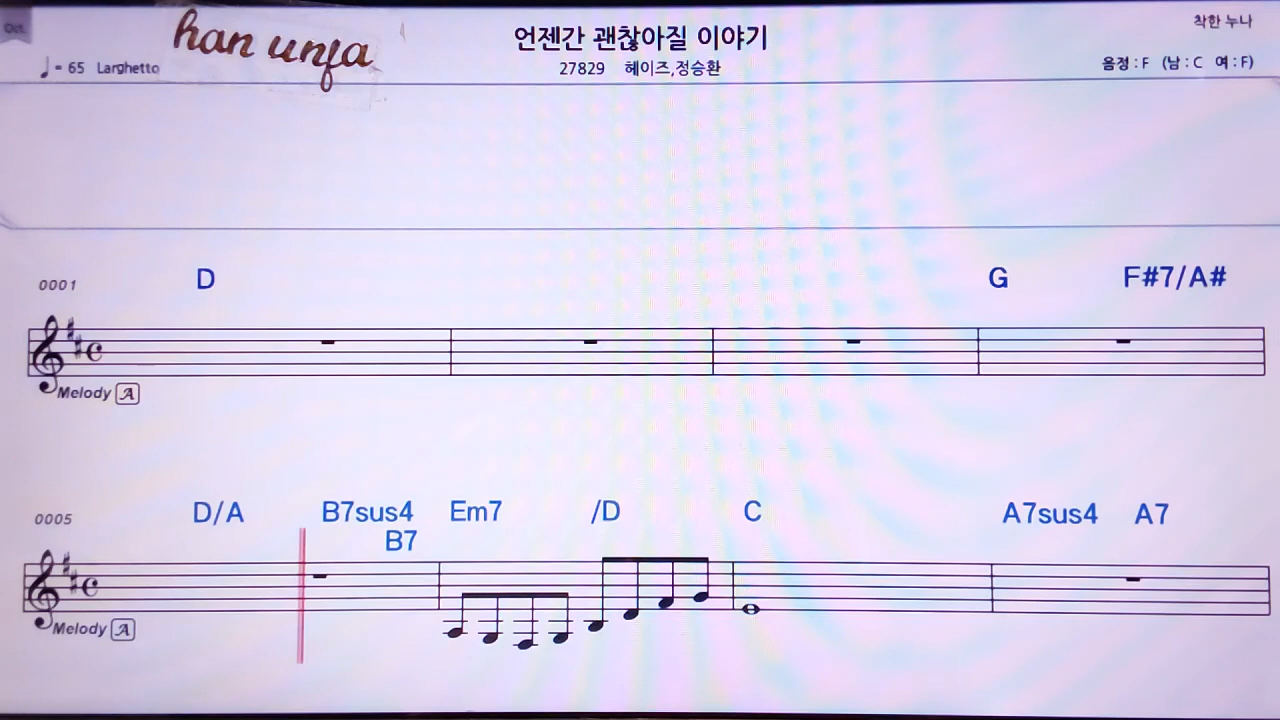 Oct.
han unfa
언젠간 괜찮아질 이야기
착한 누나
♩= 65 Larghetto
27829 헤이즈,정승환
음정 : F (남 : C 여 : F)
0001 D G F#7/A#
Melody A
0005 D/A B7sus4 Em7 /D C A7sus4 A7
B7
Melody A